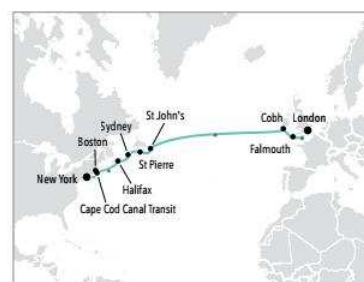 St John's
Sydney
Cobh
London
Boston
St Pierre
Falmouth
New York
Halifax
Cape Cod Canal Transit